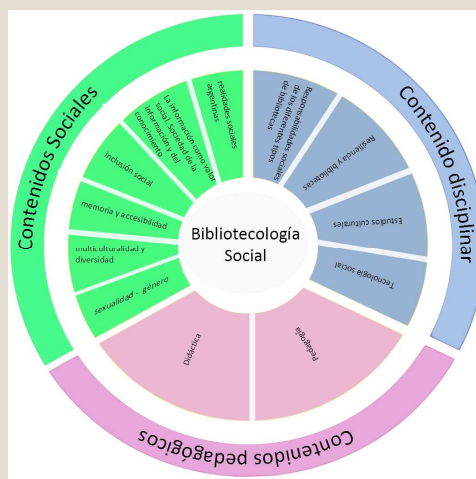 Contenidos Sociales
Contenido disciplinar
Contenidos pedagógicos
Bibliotecología
Social
realidades sociales
argentinas
La información como valor
social. Sociedad de la
información y del
conocimiento
inclusión social
memoria y accesibilidad
multiculturalidad y
diversidad
sexualidad - género
Responsabilidades sociales
de los diferentes tipos
de bibliotecas
Resiliencia y bibliotecas
Estudios culturales
Tecnología social
Pedagogía
Didáctica